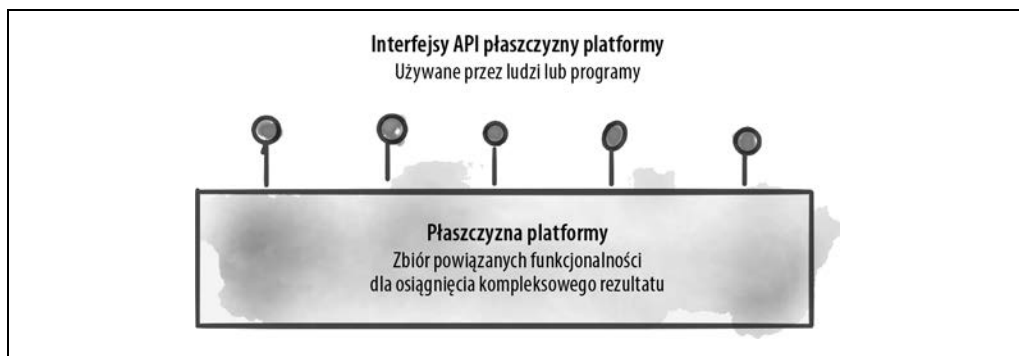 Interfejsy API płaszczyzny platformy
Używane przez ludzi lub programy
Płaszczyzna platformy
Zbiór powiązanych funkcjonalności
dla osiągnięcia kompleksowego rezultatu